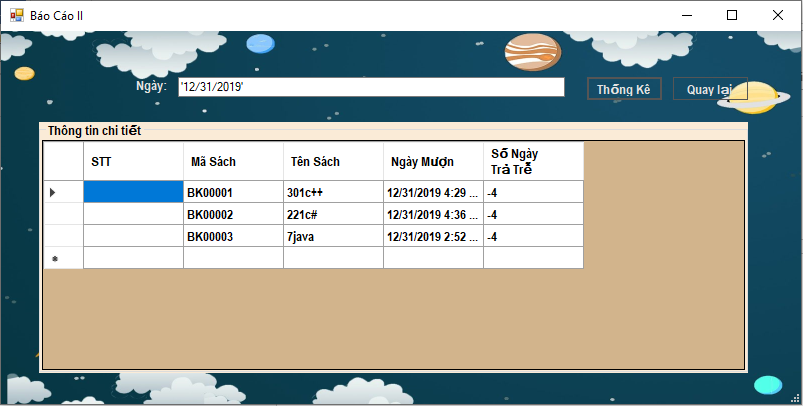 Báo Cáo II
Ngày: '12/31/2019' Thống Kê Quay lại
Thông tin chi tiết
STT Mã Sách Tên Sách Ngày Mượn Số Ngày
Trả Trễ
BK00001 301c++ 12/31/2019 4:29 ... -4
BK00002 221c# 12/31/2019 4:36 ... -4
BK00003 7java 12/31/2019 2:52 ... -4